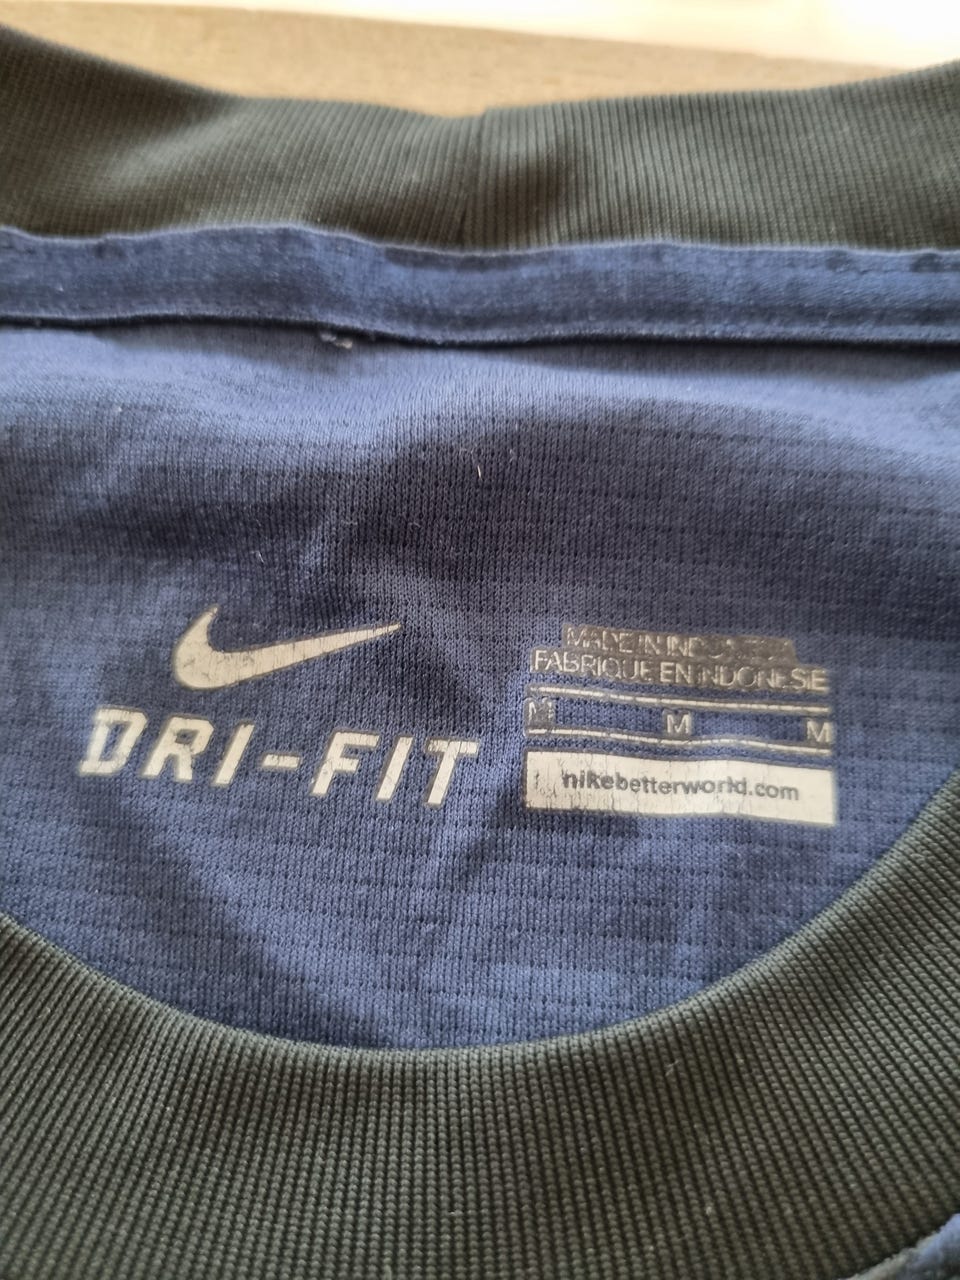 DRI-FIT
MADE IN INDONESIA
FABRIQUE EN INDONESIE
M M M
nikebetterworld.com